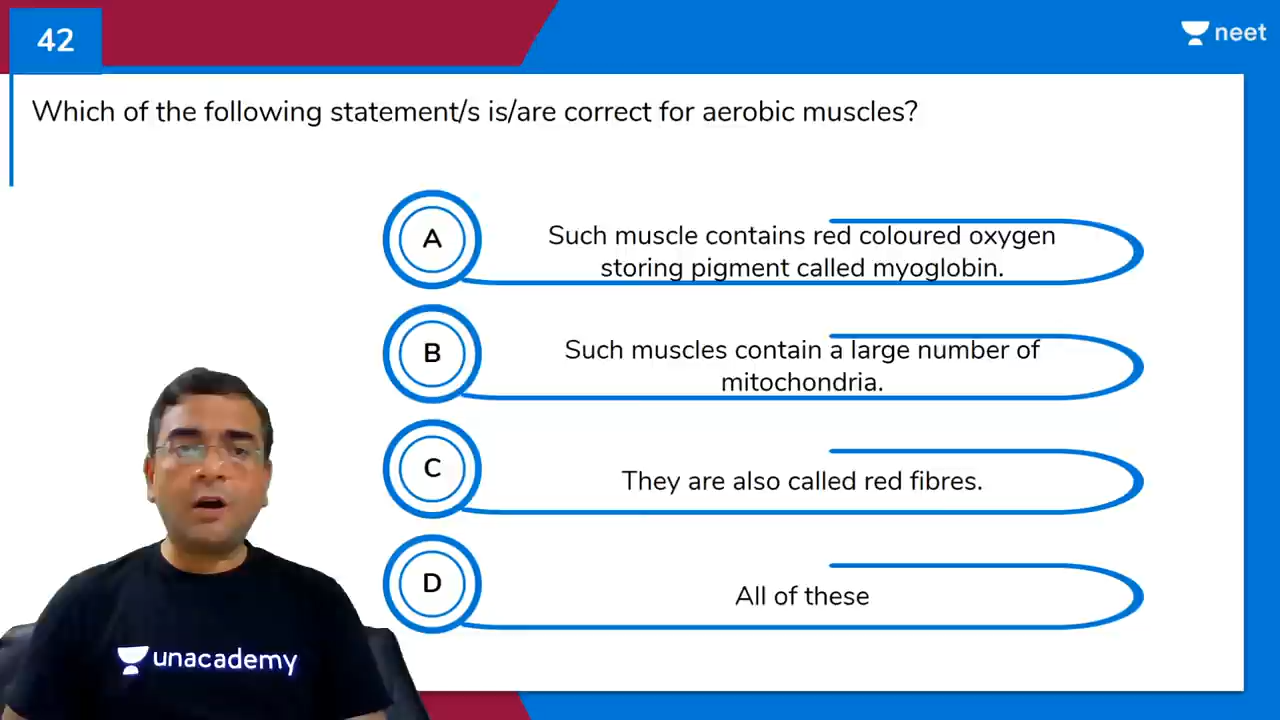 42
neet
Which of the following statement/s is/are correct for aerobic muscles?
A
Such muscle contains red coloured oxygen
storing pigment called myoglobin.
B
Such muscles contain a large number of
mitochondria.
C
They are also called red fibres.
D
All of these
unacademy